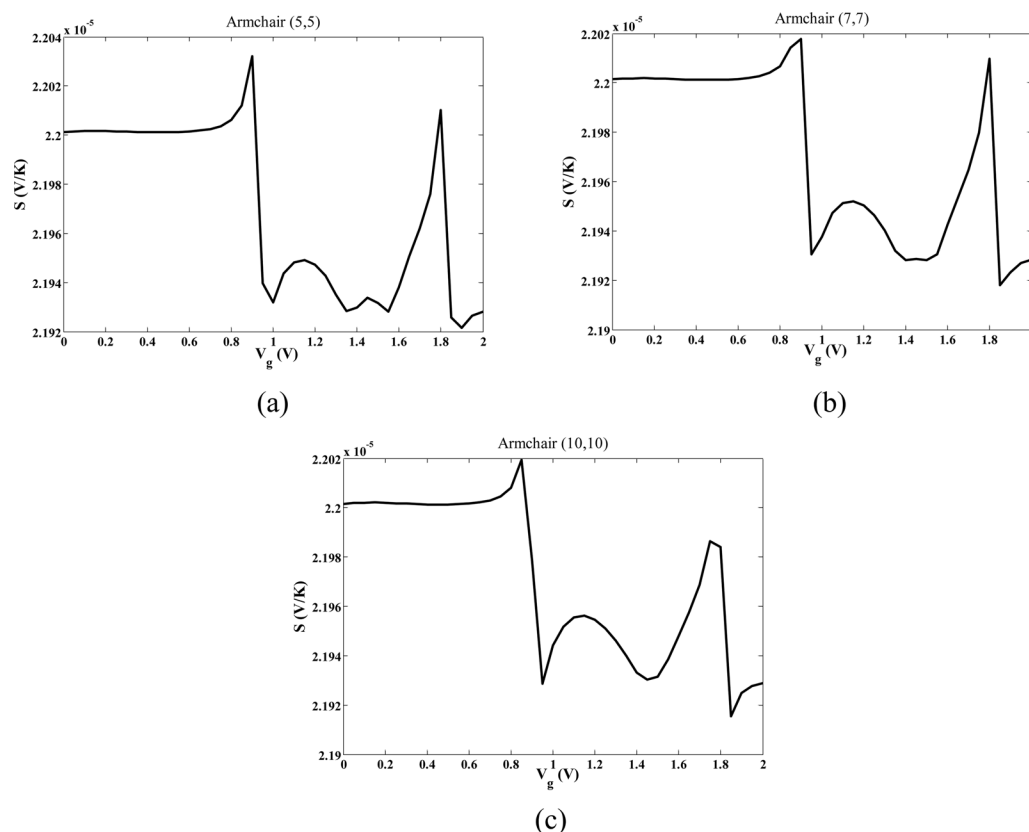 Armchair (5,5)
x 10⁻⁵
2.204
2.202
2.2
2.198
2.196
2.194
2.192
S (V/K)
0 0.2 0.4 0.6 0.8 1 1.2 1.4 1.6 1.8 2
V_g (V)
(a)
Armchair (7,7)
x 10⁻⁵
2.202
2.2
2.198
2.196
2.194
2.192
2.19
S (V/K)
0 0.2 0.4 0.6 0.8 1 1.2 1.4 1.6 1.8 2
V_g (V)
(b)
Armchair (10,10)
x 10⁻⁵
2.202
2.2
2.198
2.196
2.194
2.192
2.19
S (V/K)
0 0.2 0.4 0.6 0.8 1 1.2 1.4 1.6 1.8 2
V_g (V)
(c)